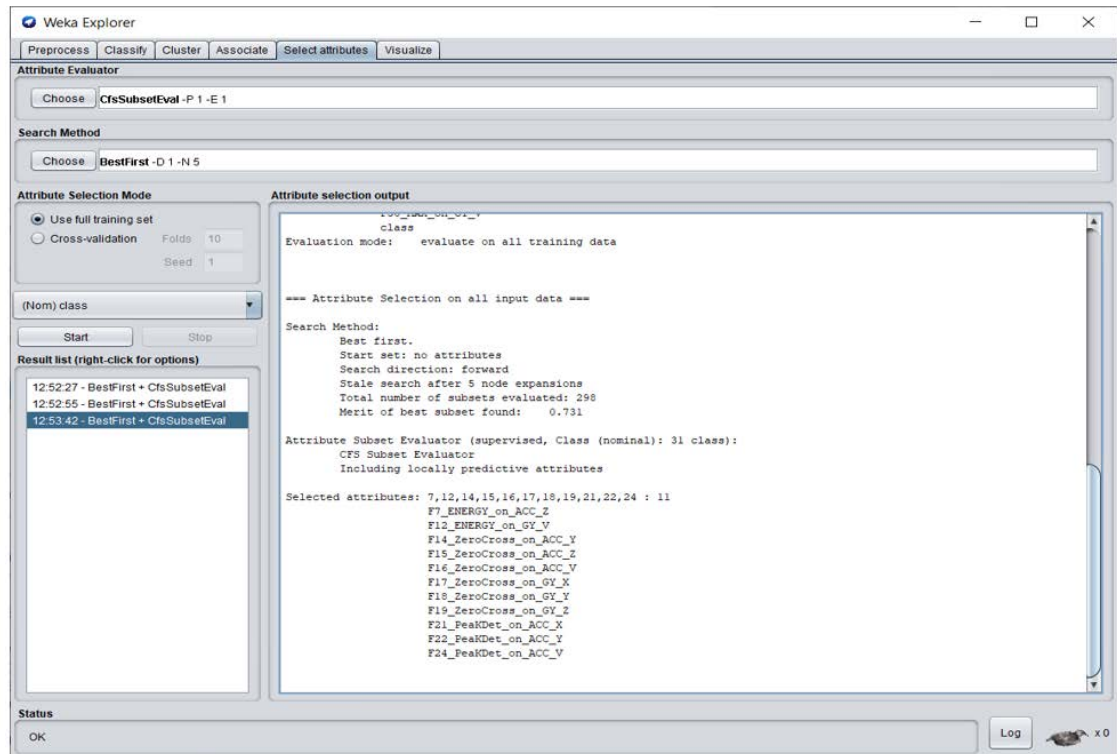 Weka Explorer
Preprocess Classify Cluster Associate Select attributes Visualize
Attribute Evaluator
Choose CfsSubsetEval -P 1 -E 1
Search Method
Choose BestFirst -D 1 -N 5
Attribute Selection Mode
Use full training set
Cross-validation Folds 10
Seed 1
(Nom) class
Start Stop
Result list (right-click for options)
12:52:27 - BestFirst + CfsSubsetEval
12:52:55 - BestFirst + CfsSubsetEval
12:53:42 - BestFirst + CfsSubsetEval
Attribute selection output
class
Evaluation mode: evaluate on all training data
=== Attribute Selection on all input data ===
Search Method:
Best first.
Start set: no attributes
Search direction: forward
Stale search after 5 node expansions
Total number of subsets evaluated: 298
Merit of best subset found: 0.731
Attribute Subset Evaluator (supervised, Class (nominal): 31 class):
CFS Subset Evaluator
Including locally predictive attributes
Selected attributes: 7,12,14,15,16,17,18,19,21,22,24 : 11
F7_ENERGY_on_ACC_Z
F12_ENERGY_on_GY_V
F14_ZeroCross_on_ACC_Y
F15_ZeroCross_on_ACC_Z
F16_ZeroCross_on_ACC_V
F17_ZeroCross_on_GY_X
F18_ZeroCross_on_GY_Y
F19_ZeroCross_on_GY_Z
F21_PeaKDet_on_ACC_X
F22_PeaKDet_on_ACC_Y
F24_PeaKDet_on_ACC_V
Status
OK
Log x 0